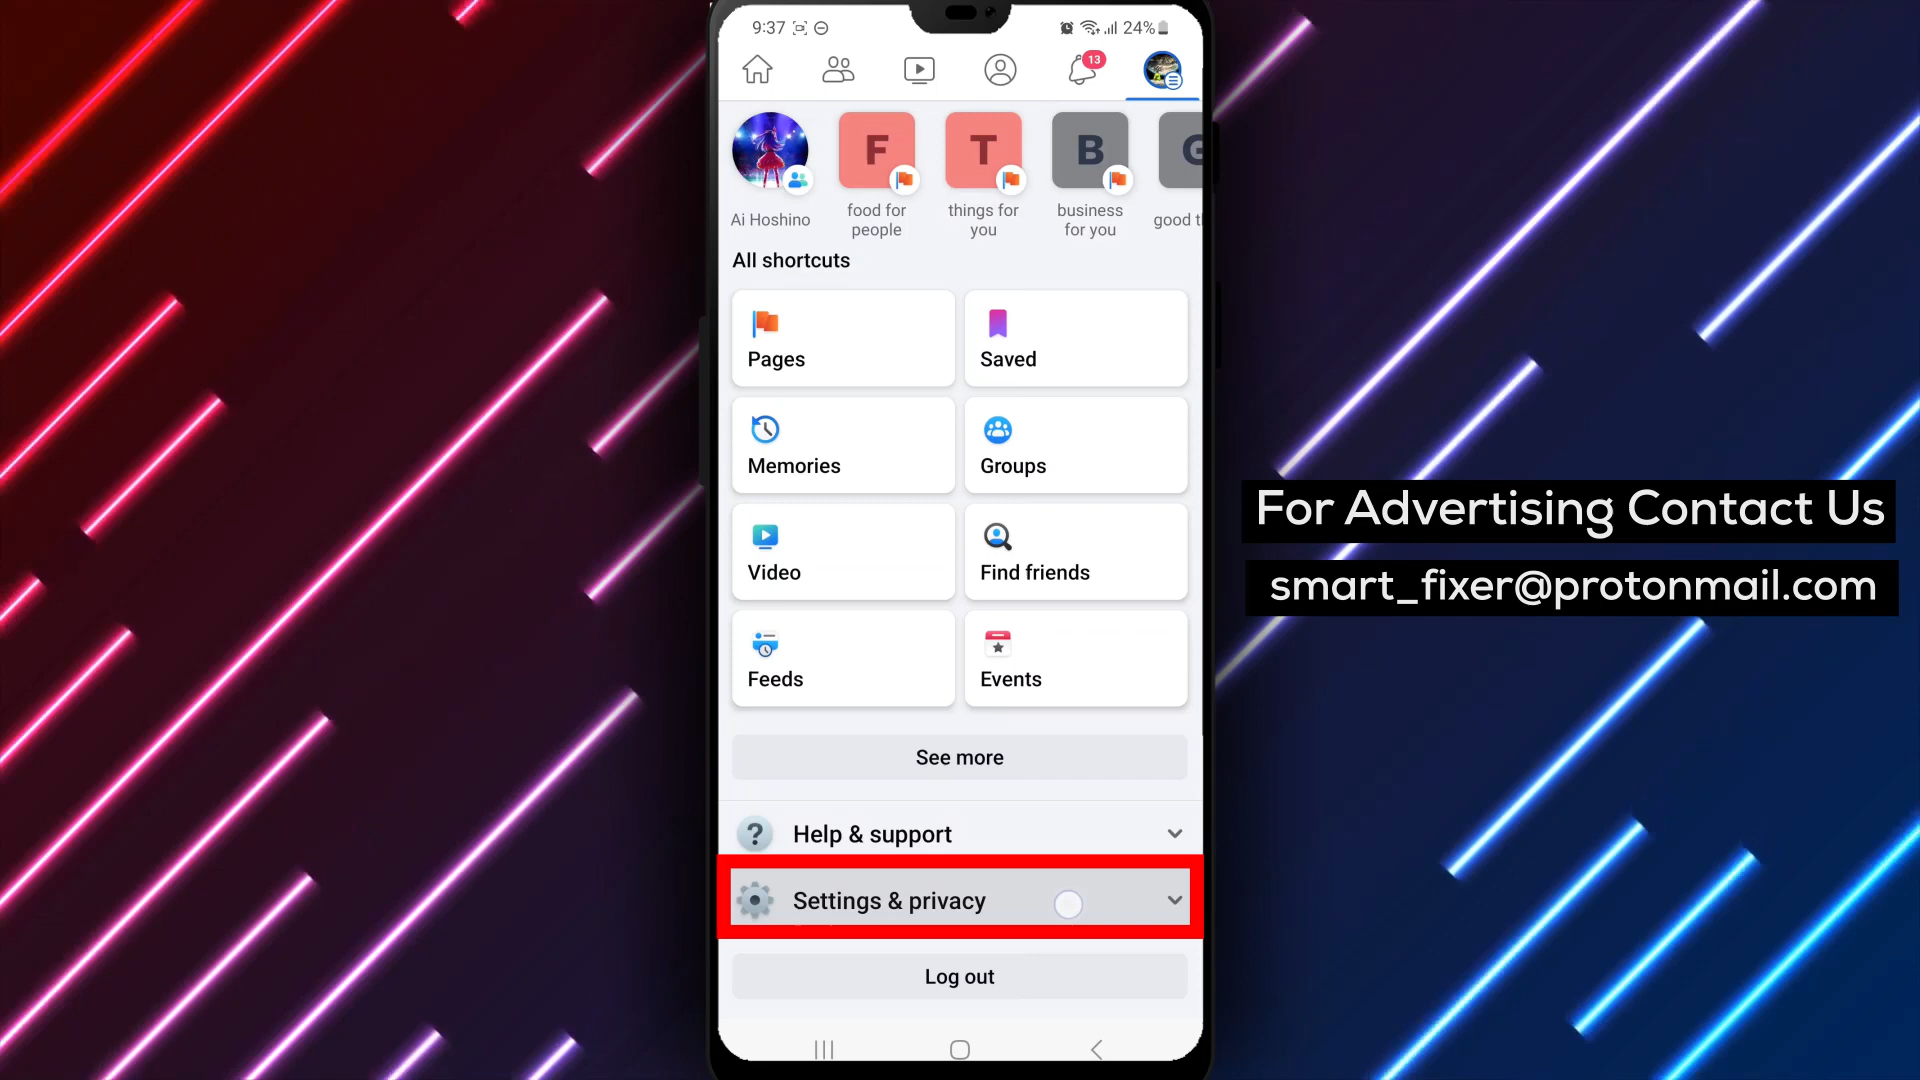 9:37
24%
13
F
T
B
G
Ai Hoshino
food for
people
things for
you
business
for you
good t
All shortcuts
Pages
Saved
Memories
Groups
Video
Find friends
Feeds
Events
See more
? Help & support
Settings & privacy
Log out
For Advertising Contact Us
smart_fixer@protonmail.com